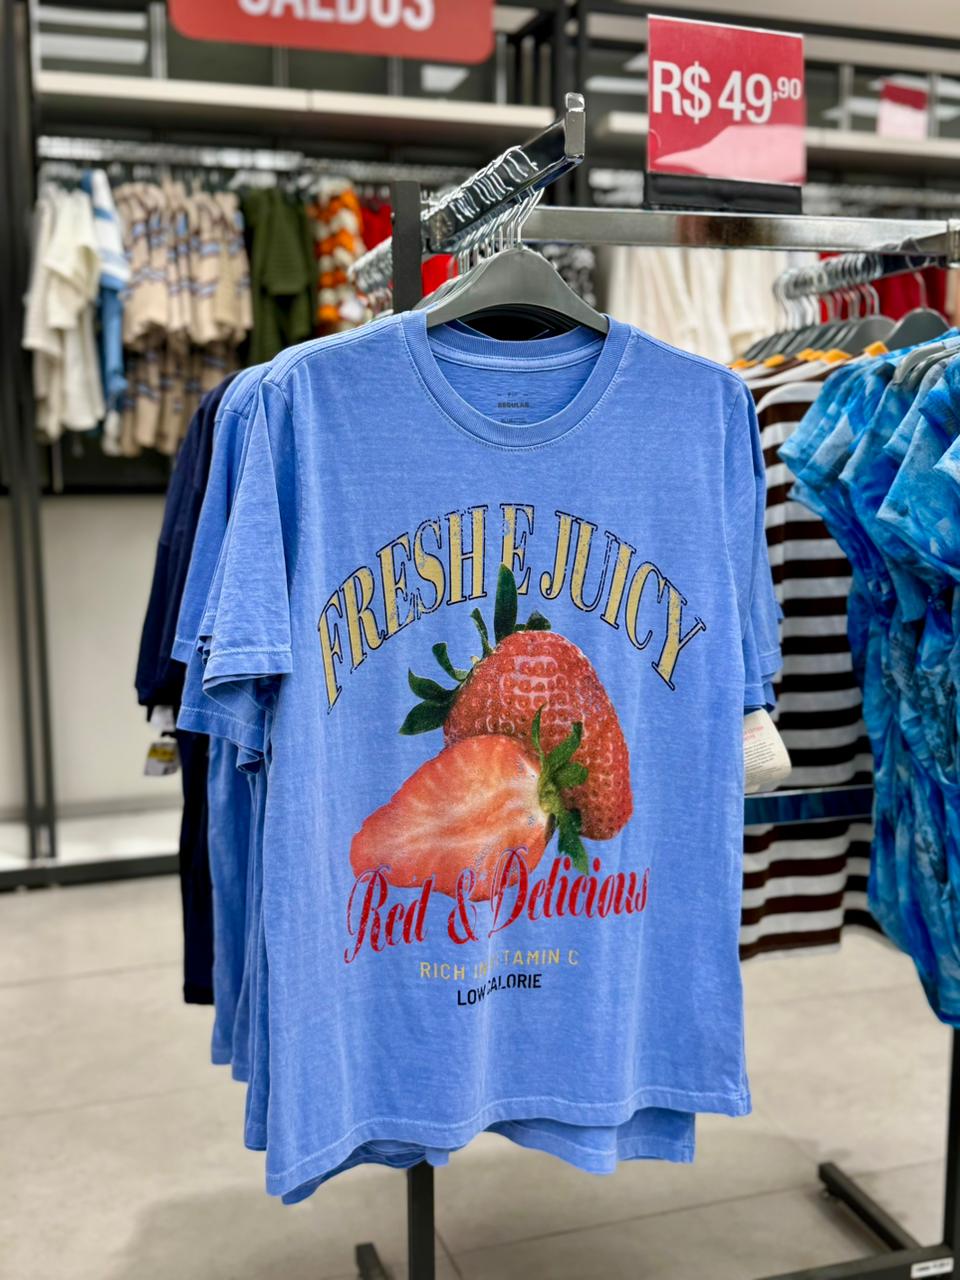 SALDOS
R$ 49,90
REGULAR
FRESH E JUICY
Red & Delicious
RICH IN VITAMIN C
LOW CALORIE